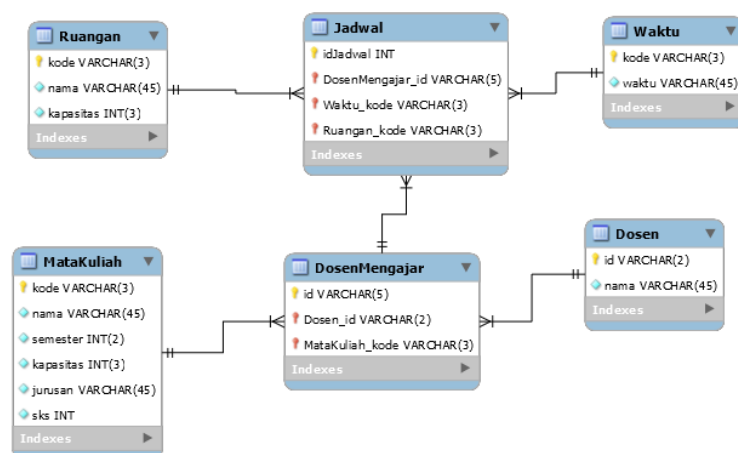 Ruangan
kode VARCHAR(3)
nama VARCHAR(45)
kapasitas INT(3)
Indexes
Jadwal
idJadwal INT
DosenMengajar_id VARCHAR(5)
Waktu_kode VARCHAR(3)
Ruangan_kode VARCHAR(3)
Indexes
Waktu
kode VARCHAR(3)
waktu VARCHAR(45)
Indexes
MataKuliah
kode VARCHAR(3)
nama VARCHAR(45)
semester INT(2)
kapasitas INT(3)
jurusan VARCHAR(45)
sks INT
Indexes
DosenMengajar
id VARCHAR(5)
Dosen_id VARCHAR(2)
MataKuliah_kode VARCHAR(3)
Indexes
Dosen
id VARCHAR(2)
nama VARCHAR(45)
Indexes